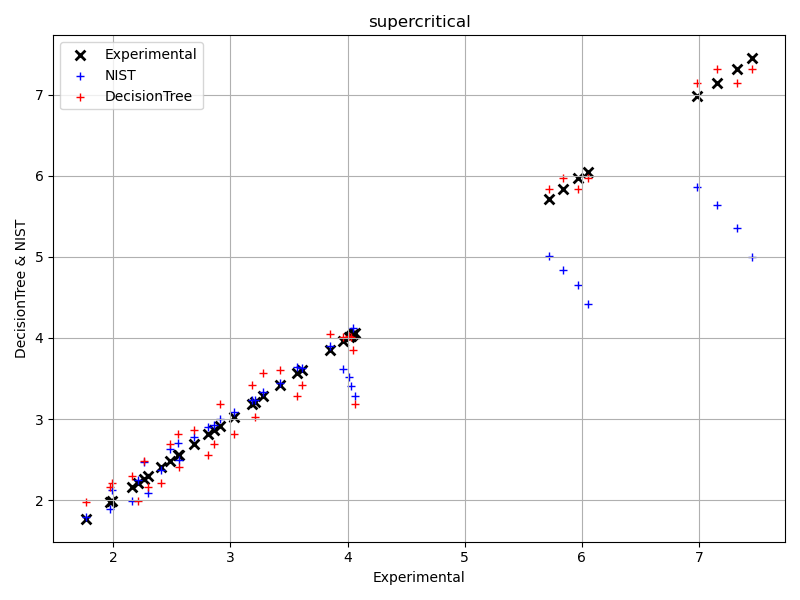 supercritical
Experimental
NIST
DecisionTree
DecisionTree & NIST
7
6
5
4
3
2
2 3 4 5 6 7
Experimental